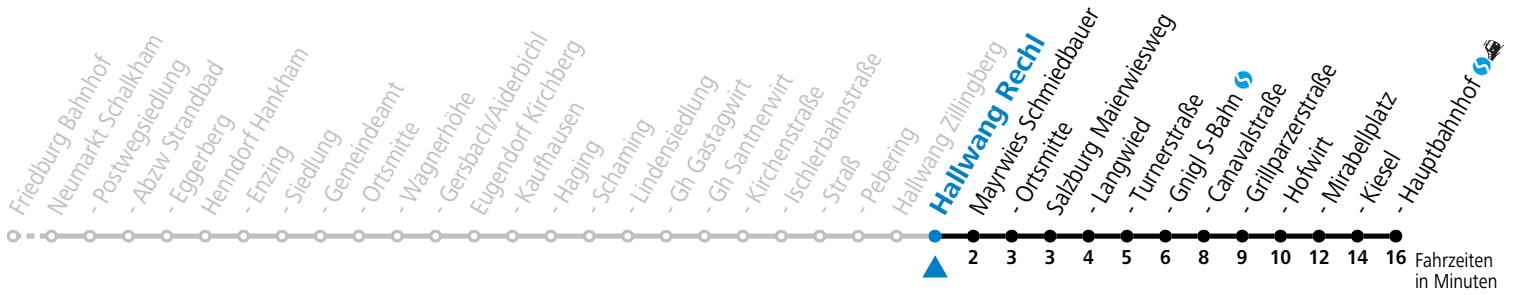 Friedburg Bahnhof
Neumarkt Schalkham
- Postwegsiedlung
- Abzw Strandbad
- Eggerberg
Henndorf Hankham
- Enzing
- Siedlung
- Gemeindeamt
- Ortsmitte
- Wagnerhöhe
- Gersbach/Aiderbichl
Eugendorf Kirchberg
- Kaufhausen
- Haging
- Schaming
- Lindensiedlung
- Gh Gastagwirt
- Gh Santnerwirt
- Kirchenstraße
- Ischlerbahnstraße
- Straß
- Pebering
Hallwang Zillingberg
Hallwang Rechl
Mayrwies Schmiedbauer
- Ortsmitte
Salzburg Maierwiesweg
- Langwied
- Turnerstraße
- Gnigl S-Bahn
- Canavalstraße
- Grillparzerstraße
- Hofwirt
- Mirabellplatz
- Kiesel
- Hauptbahnhof
2 3 3 4 5 6 8 9 10 12 14 16 Fahrzeiten
in Minuten